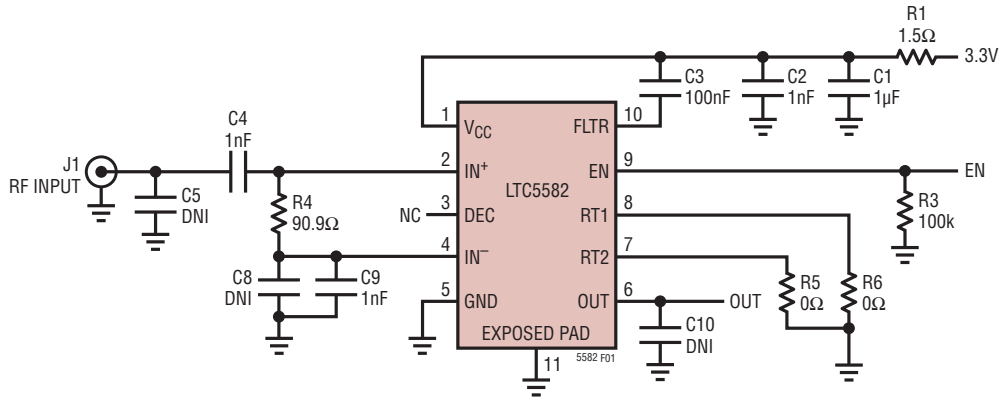 R1
1.5Ω
3.3V
C3
100nF
C2
1nF
C1
1µF
C4
1nF
1
VCC
FLTR
10
J1
RF INPUT
2
IN+
EN
9
EN
C5
DNI
R4
90.9Ω
LTC5582
NC
3
DEC
RT1
8
R3
100k
4
IN–
RT2
7
C8
DNI
C9
1nF
R5
0Ω
R6
0Ω
5
GND
OUT
6
OUT
EXPOSED PAD
C10
DNI
11
5582 F01